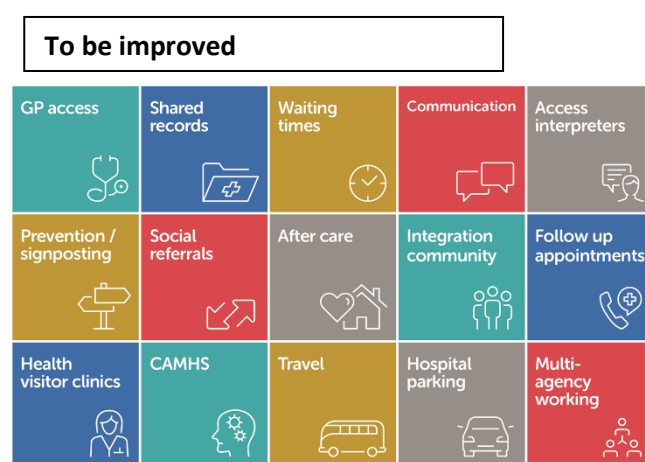 To be improved
GP access
Shared
records
Waiting
times
Communication
Access
interpreters
Prevention /
signposting
Social
referrals
After care
Integration
community
Follow up
appointments
Health
visitor clinics
CAMHS
Travel
Hospital
parking
Multi-
agency
working